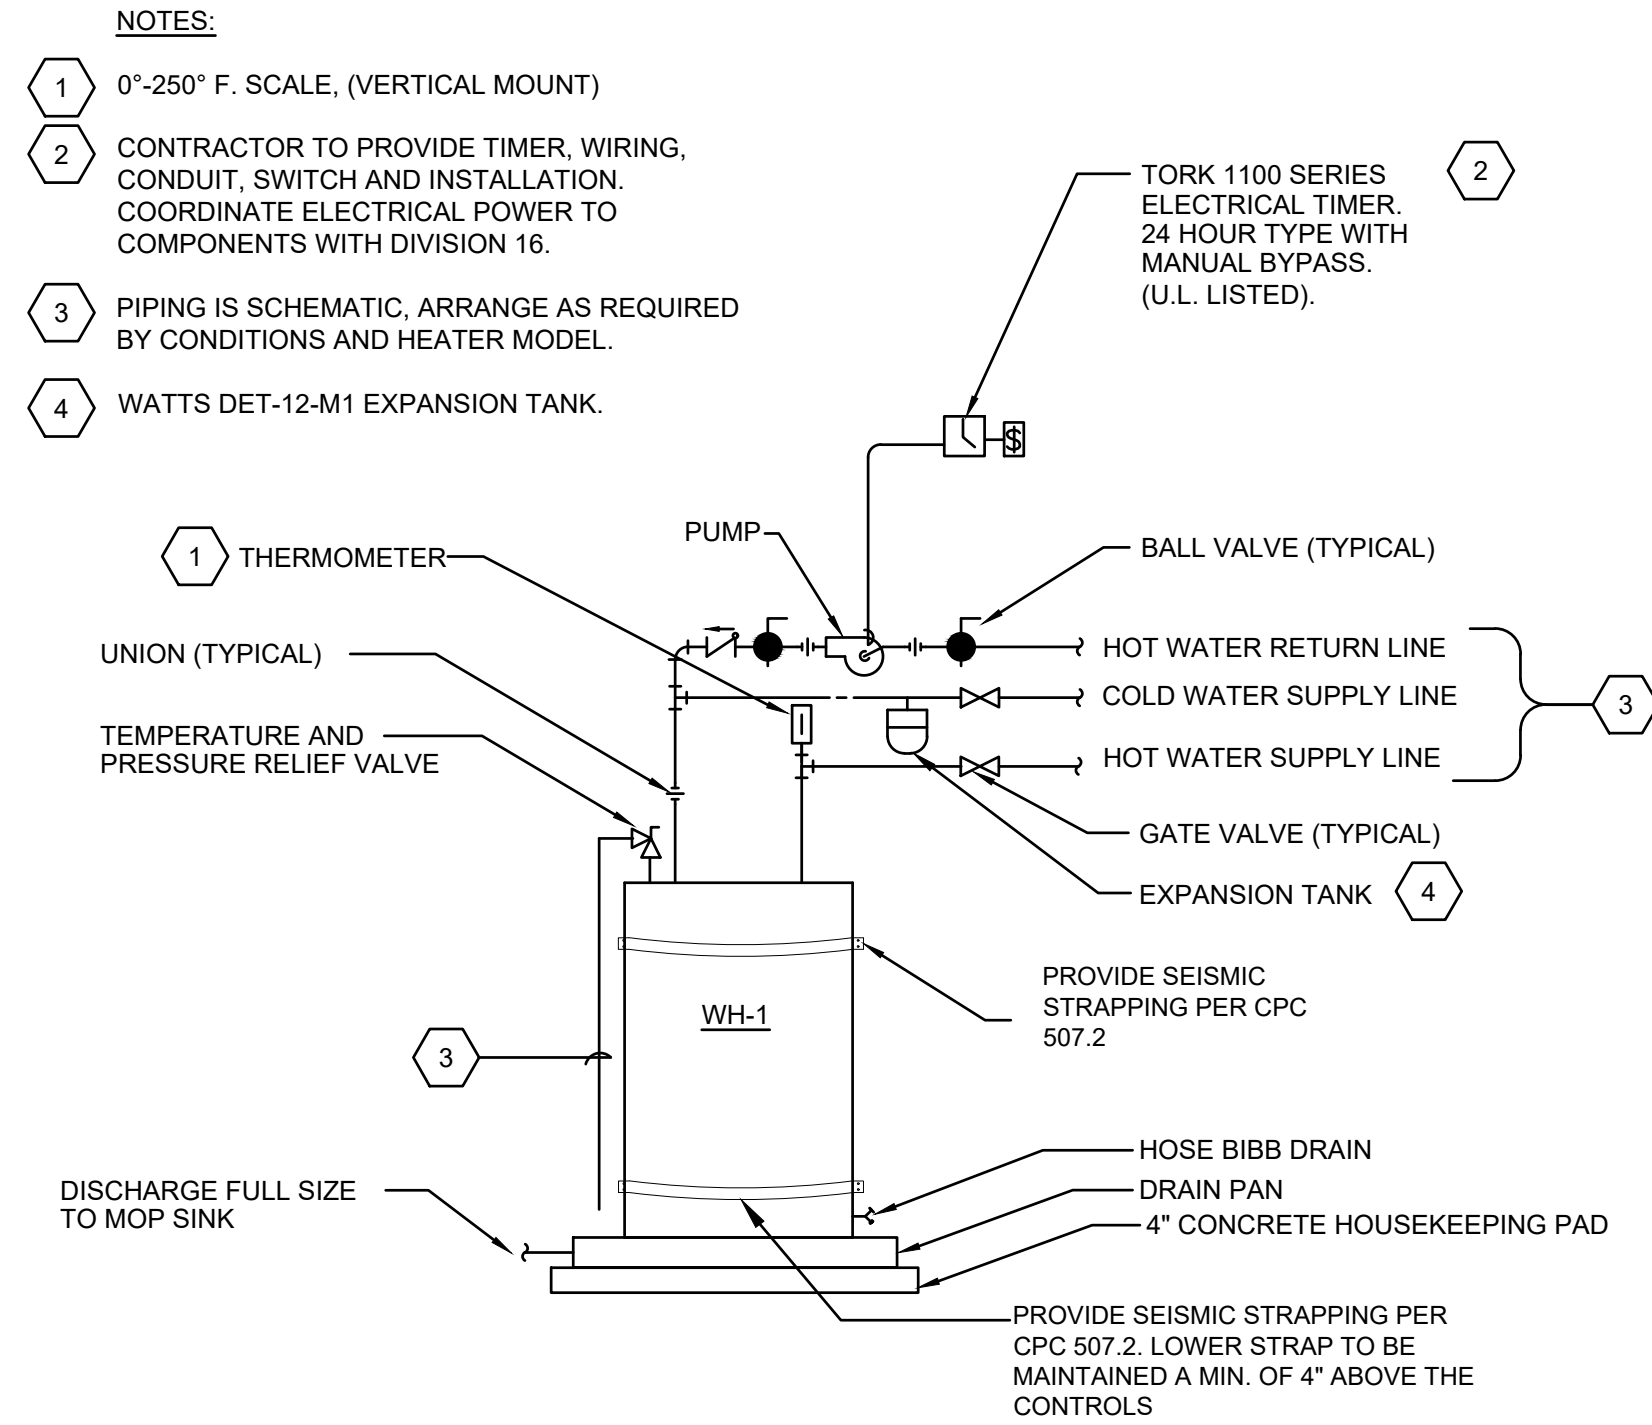 NOTES:
1
0°-250° F. SCALE, (VERTICAL MOUNT)
2
CONTRACTOR TO PROVIDE TIMER, WIRING,
CONDUIT, SWITCH AND INSTALLATION.
COORDINATE ELECTRICAL POWER TO
COMPONENTS WITH DIVISION 16.
3
PIPING IS SCHEMATIC, ARRANGE AS REQUIRED
BY CONDITIONS AND HEATER MODEL.
4
WATTS DET-12-M1 EXPANSION TANK.
TORK 1100 SERIES
ELECTRICAL TIMER.
24 HOUR TYPE WITH
MANUAL BYPASS.
(U.L. LISTED).
2
$
PUMP
BALL VALVE (TYPICAL)
1
THERMOMETER
UNION (TYPICAL)
HOT WATER RETURN LINE
COLD WATER SUPPLY LINE
HOT WATER SUPPLY LINE
3
TEMPERATURE AND
PRESSURE RELIEF VALVE
GATE VALVE (TYPICAL)
EXPANSION TANK
4
PROVIDE SEISMIC
STRAPPING PER CPC
507.2
WH-1
3
HOSE BIBB DRAIN
DRAIN PAN
4" CONCRETE HOUSEKEEPING PAD
DISCHARGE FULL SIZE
TO MOP SINK
PROVIDE SEISMIC STRAPPING PER
CPC 507.2. LOWER STRAP TO BE
MAINTAINED A MIN. OF 4" ABOVE THE
CONTROLS